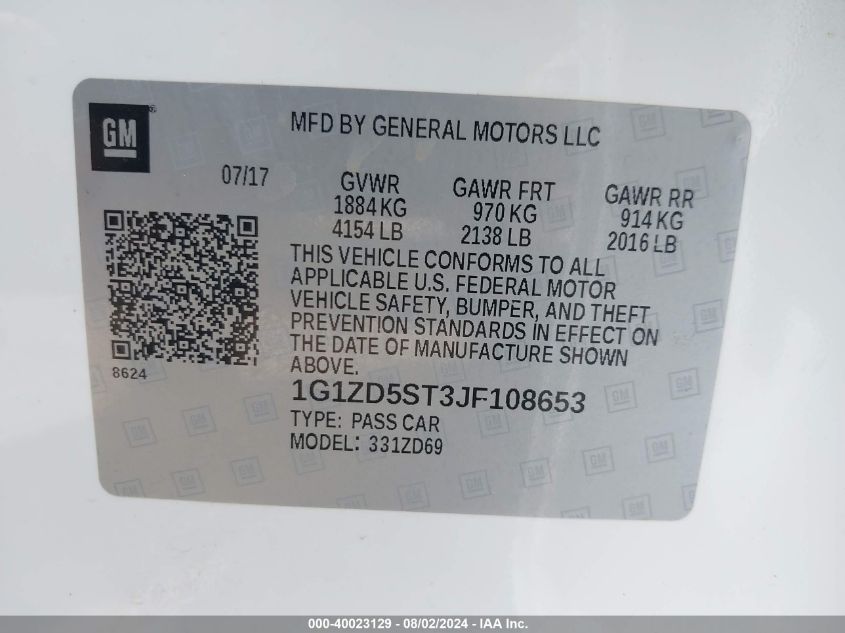 GM
MFD BY GENERAL MOTORS LLC
07/17
GVWR GAWR FRT GAWR RR
1884 KG 970 KG 914 KG
4154 LB 2138 LB 2016 LB
THIS VEHICLE CONFORMS TO ALL
APPLICABLE U.S. FEDERAL MOTOR
VEHICLE SAFETY, BUMPER, AND THEFT
PREVENTION STANDARDS IN EFFECT ON
THE DATE OF MANUFACTURE SHOWN
ABOVE.
8624
1G1ZD5ST3JF108653
TYPE: PASS CAR
MODEL: 331ZD69
000-40023129 - 08/02/2024 - IAA Inc.